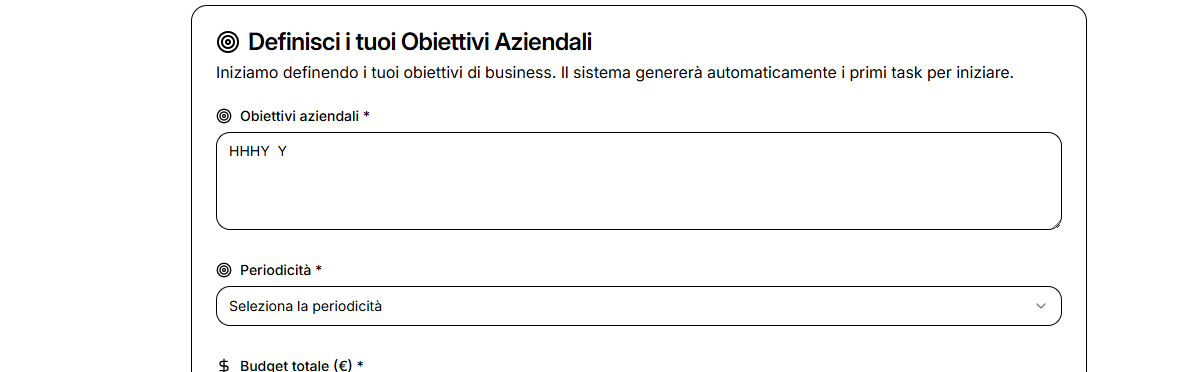 Definisci i tuoi Obiettivi Aziendali
Iniziamo definendo i tuoi obiettivi di business. Il sistema genererà automaticamente i primi task per iniziare.
Obiettivi aziendali *
HHHY Y
Periodicità *
Seleziona la periodicità
$ Budget totale (€) *